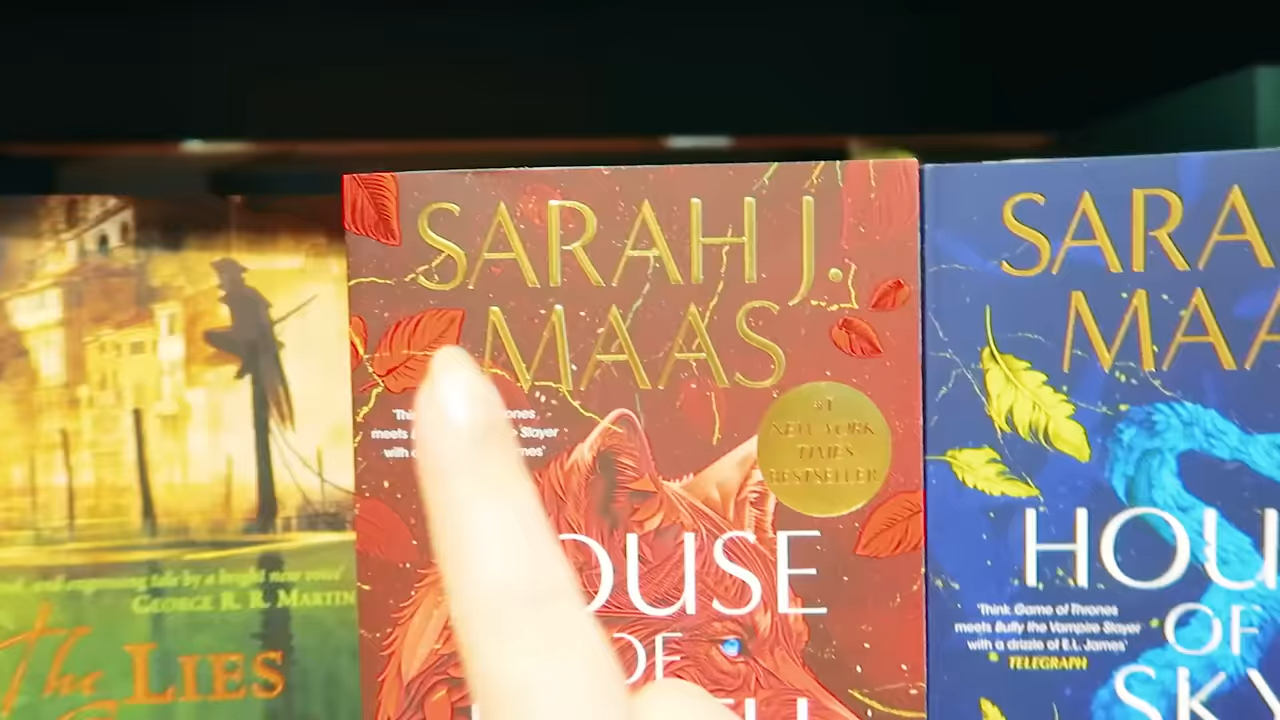 SARAH J.
MAAS
#1
NEW YORK
TIMES
BESTSELLER
meets
Slayer
with
OUSE
OF
SARA
MAA
HOU
OF
SKY
'Think Game of Thrones
meets Buffy the Vampire Slayer
with a drizzle of E.L. James'
TELEGRAPH
and engrossing tale by a bright new voice'
GEORGE R. R. MARTIN
The LIES